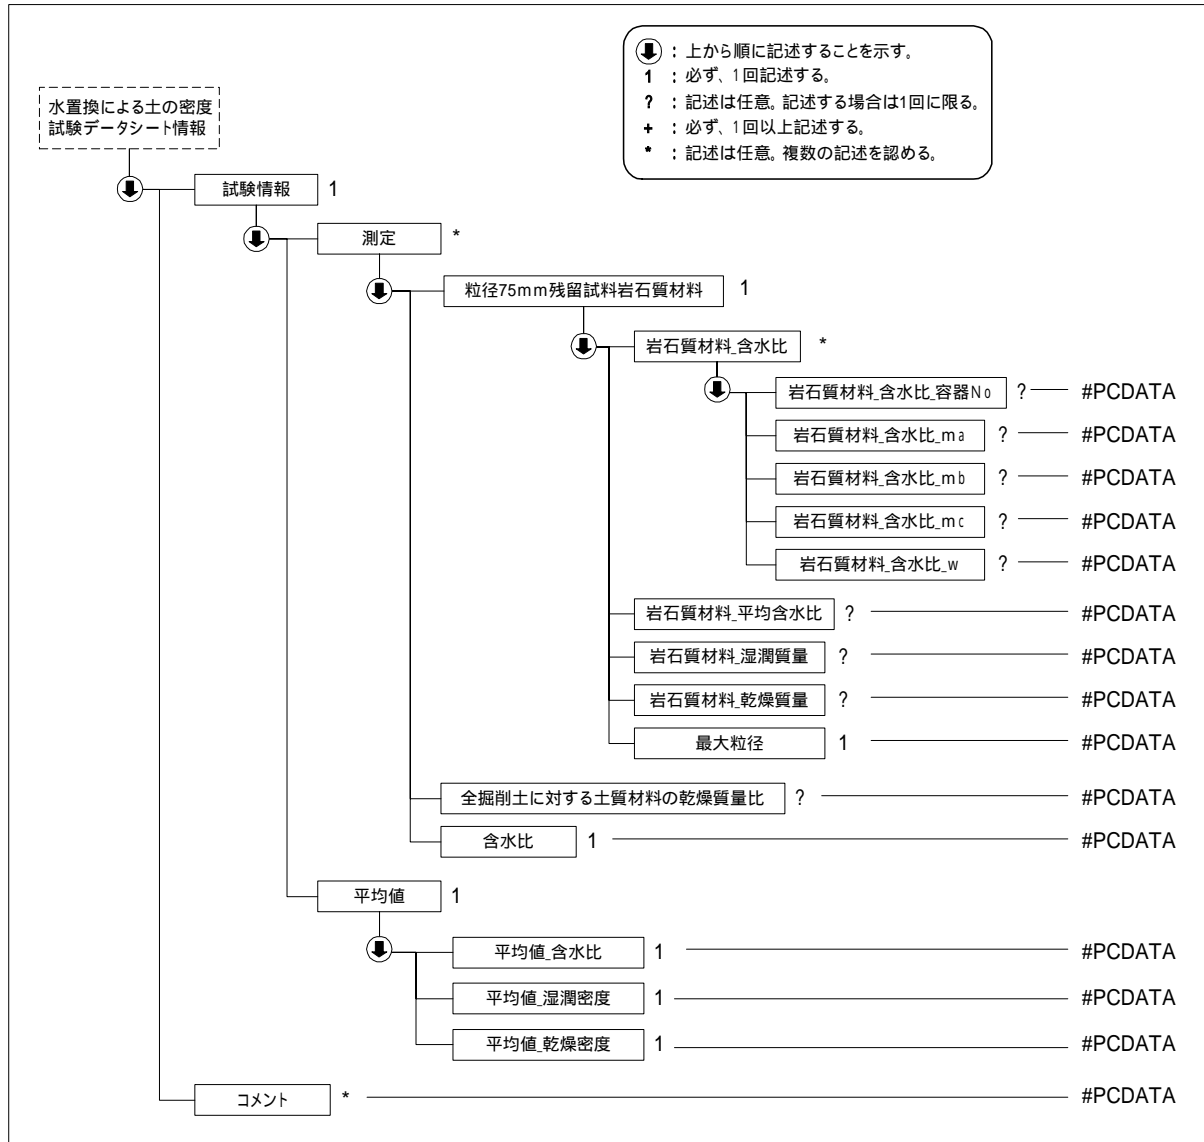 ⬇ : 上から順に記述することを示す。
1 : 必ず、1回記述する。
? : 記述は任意。記述する場合は1回に限る。
+ : 必ず、1回以上記述する。
* : 記述は任意。複数の記述を認める。
水置換による土の密度
試験データシート情報
試験情報 1
測定 *
粒径75mm残留試料岩石質材料 1
岩石質材料_含水比 *
岩石質材料_含水比_容器No ? #PCDATA
岩石質材料_含水比_ma ? #PCDATA
岩石質材料_含水比_mb ? #PCDATA
岩石質材料_含水比_mc ? #PCDATA
岩石質材料_含水比_w ? #PCDATA
岩石質材料_平均含水比 ? #PCDATA
岩石質材料_湿潤質量 ? #PCDATA
岩石質材料_乾燥質量 ? #PCDATA
最大粒径 1 #PCDATA
全掘削土に対する土質材料の乾燥質量比 ? #PCDATA
含水比 1 #PCDATA
平均値 1
平均値_含水比 1 #PCDATA
平均値_湿潤密度 1 #PCDATA
平均値_乾燥密度 1 #PCDATA
コメント * #PCDATA